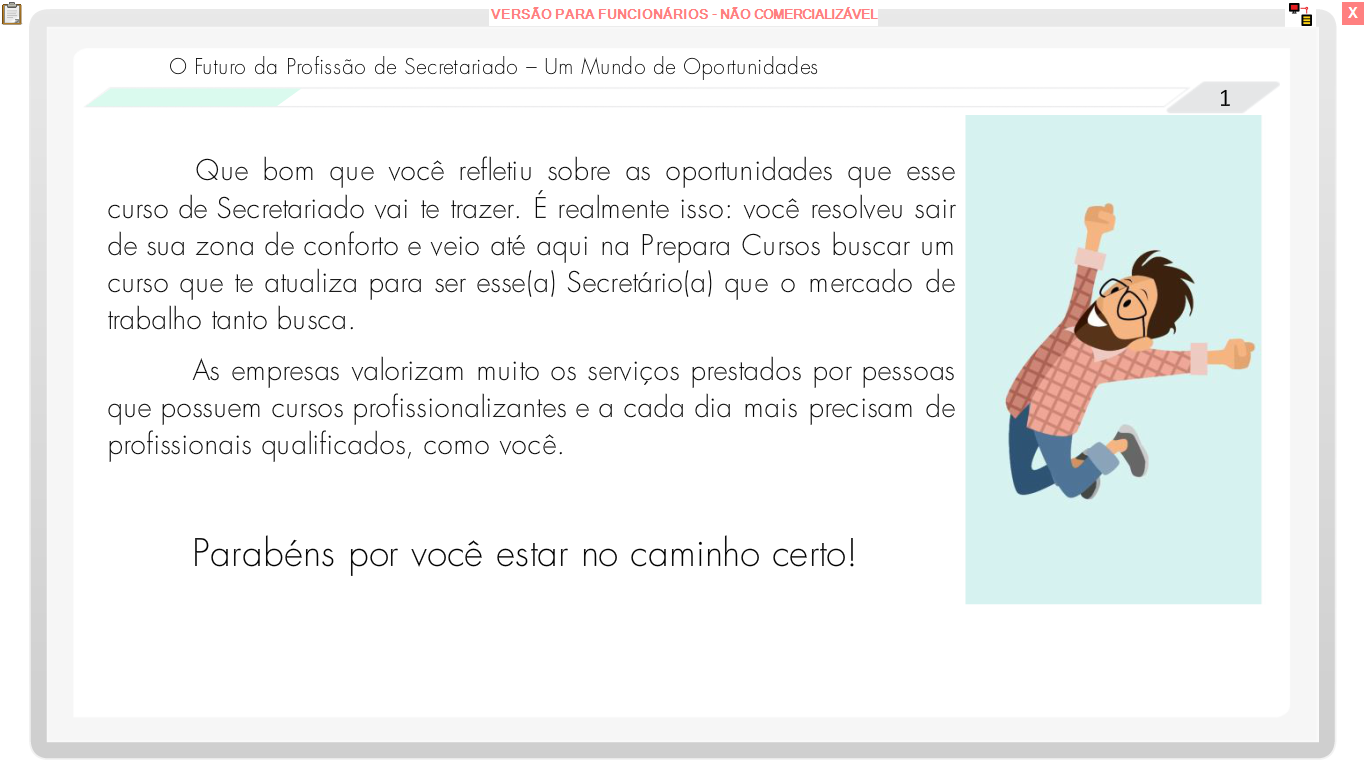 VERSÃO PARA FUNCIONÁRIOS - NÃO COMERCIALIZÁVEL
X
O Futuro da Profissão de Secretariado – Um Mundo de Oportunidades
1
Que bom que você refletiu sobre as oportunidades que esse
curso de Secretariado vai te trazer. É realmente isso: você resolveu sair
de sua zona de conforto e veio até aqui na Prepara Cursos buscar um
curso que te atualiza para ser esse(a) Secretário(a) que o mercado de
trabalho tanto busca.
As empresas valorizam muito os serviços prestados por pessoas
que possuem cursos profissionalizantes e a cada dia mais precisam de
profissionais qualificados, como você.
Parabéns por você estar no caminho certo!